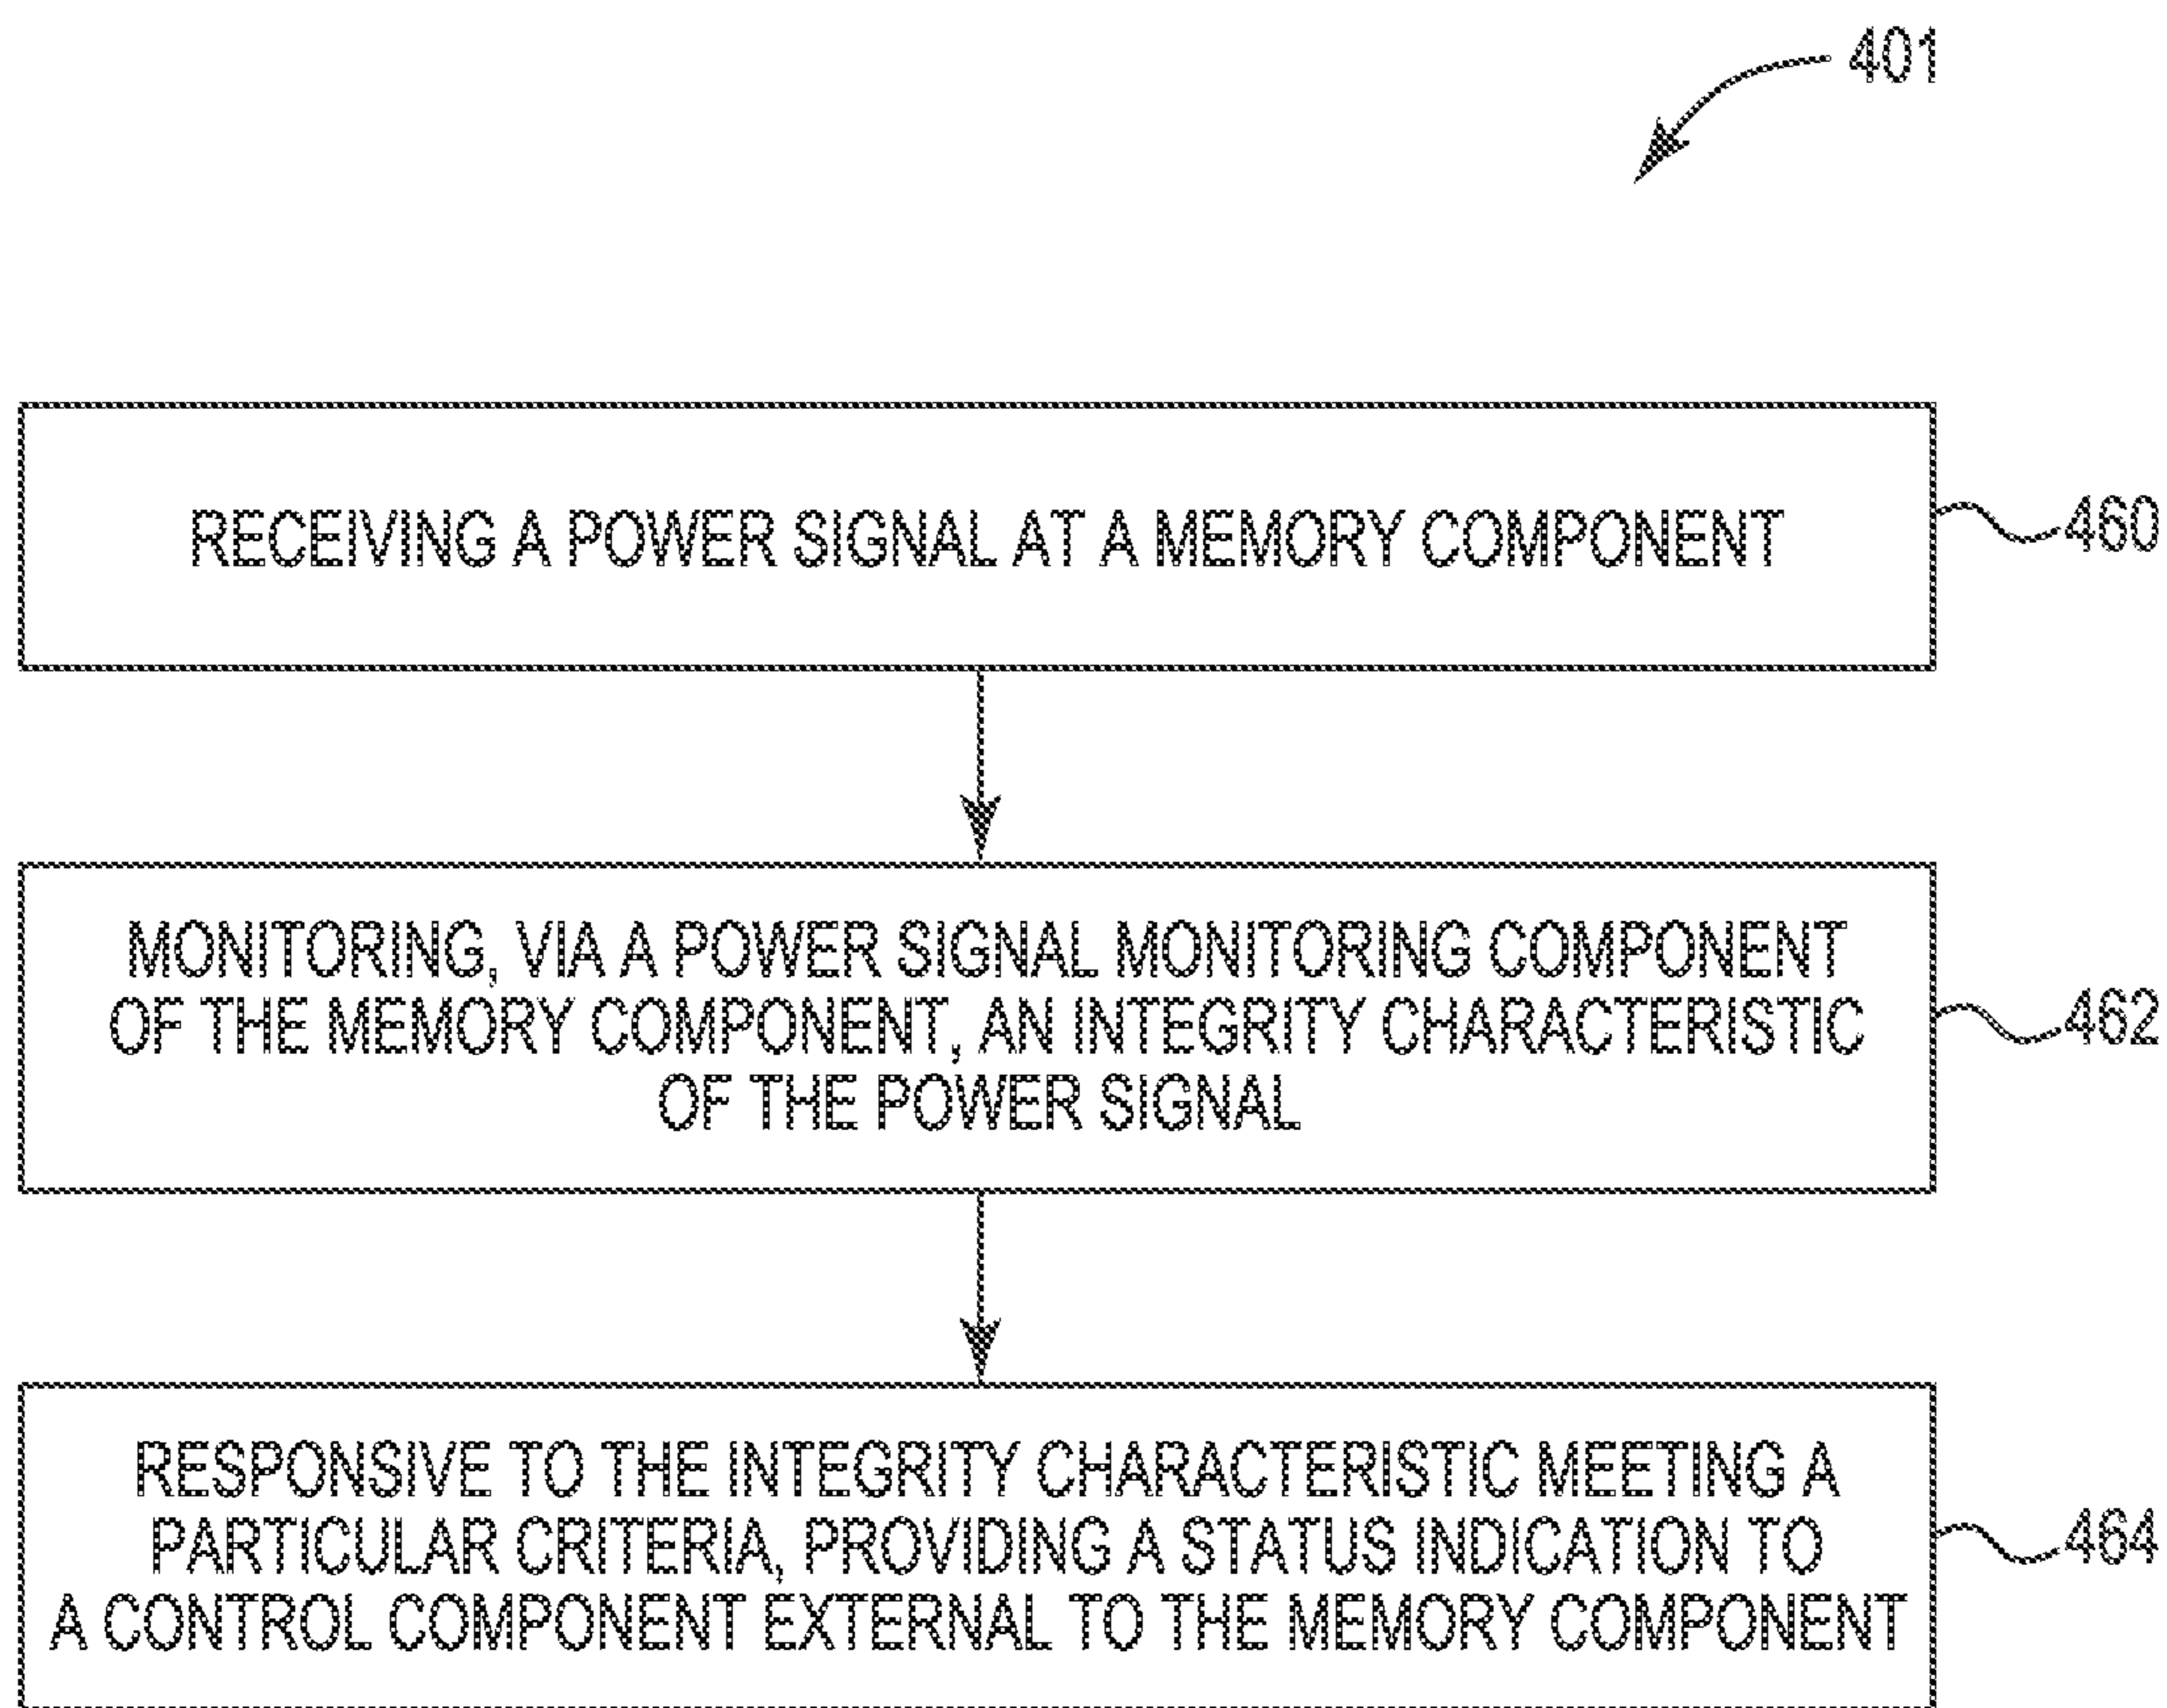 401
RECEIVING A POWER SIGNAL AT A MEMORY COMPONENT
460
MONITORING, VIA A POWER SIGNAL MONITORING COMPONENT
OF THE MEMORY COMPONENT, AN INTEGRITY CHARACTERISTIC
OF THE POWER SIGNAL
462
RESPONSIVE TO THE INTEGRITY CHARACTERISTIC MEETING A
PARTICULAR CRITERIA, PROVIDING A STATUS INDICATION TO
A CONTROL COMPONENT EXTERNAL TO THE MEMORY COMPONENT
464